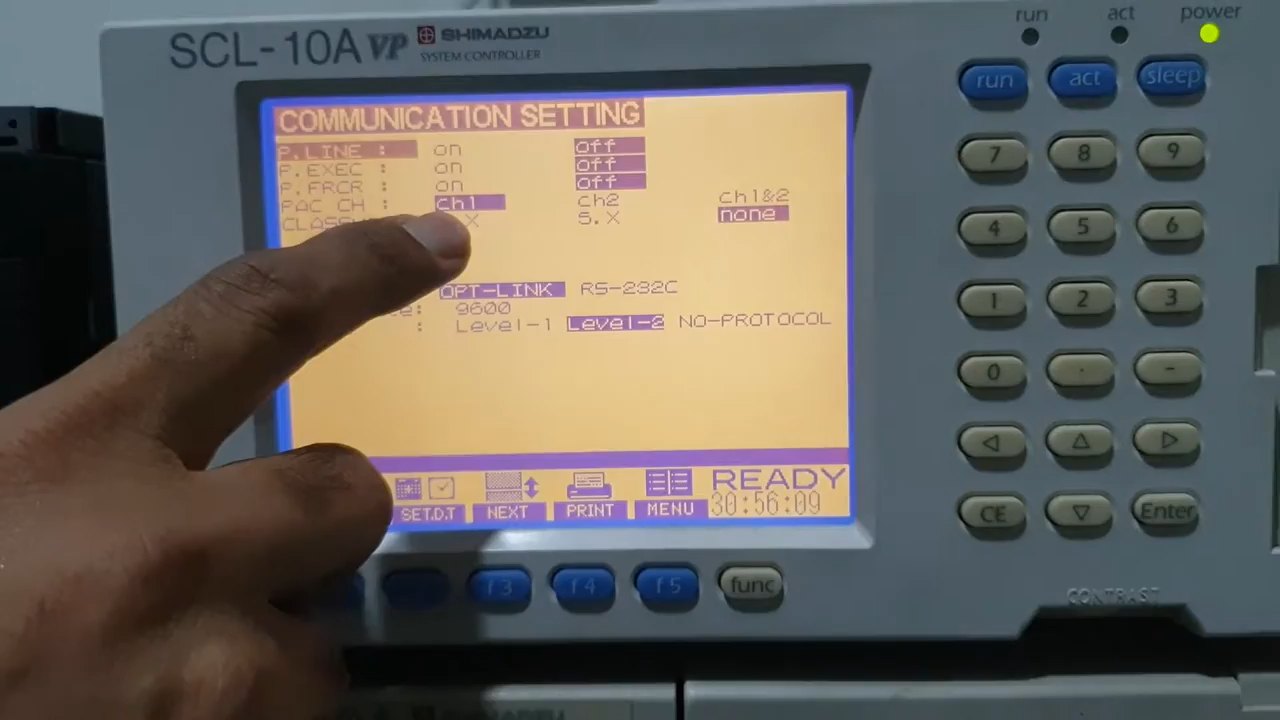 SCL-10A VP SHIMADZU
SYSTEM CONTROLLER
run act power
run act sleep
COMMUNICATION SETTING
P.LINE : on off
P.EXEC : on off
P.FRCR : on off
PAC CH : ch1 ch2 ch1&2
X S.X none
OPT-LINK RS-232C
9600
: Level-1 Level-2 NO-PROTOCOL
READY
SET.D.T NEXT PRINT MENU 30:56:09
f3 f4 f5 func
7 8 9
4 5 6
1 2 3
0 . -
CE Enter
CONTRAST
SHIMADZU